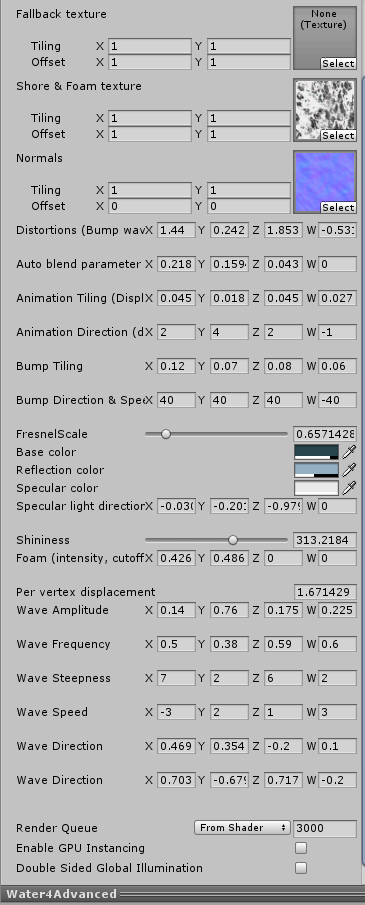 Fallback texture
None (Texture)
Tiling X 1 Y 1
Offset X 1 Y 1
Select
Shore & Foam texture
Tiling X 1 Y 1
Offset X 1 Y 1
Select
Normals
Tiling X 1 Y 1
Offset X 0 Y 0
Select
Distortions (Bump wav X 1.44 Y 0.242 Z 1.853 W -0.531
Auto blend parameter X 0.218 Y 0.159 Z 0.043 W 0
Animation Tiling (Displ X 0.045 Y 0.018 Z 0.045 W 0.027
Animation Direction (d X 2 Y 4 Z 2 W -1
Bump Tiling X 0.12 Y 0.07 Z 0.08 W 0.06
Bump Direction & Spee X 40 Y 40 Z 40 W -40
FresnelScale 0.6571428
Base color
Reflection color
Specular color
Specular light direction X -0.030 Y -0.201 Z -0.979 W 0
Shininess 313.2184
Foam (intensity, cutoff X 0.426 Y 0.486 Z 0 W 0
Per vertex displacement 1.671429
Wave Amplitude X 0.14 Y 0.76 Z 0.175 W 0.225
Wave Frequency X 0.5 Y 0.38 Z 0.59 W 0.6
Wave Steepness X 7 Y 2 Z 6 W 2
Wave Speed X -3 Y 2 Z 1 W 3
Wave Direction X 0.469 Y 0.354 Z -0.2 W 0.1
Wave Direction X 0.703 Y -0.679 Z 0.717 W -0.2
Render Queue From Shader 3000
Enable GPU Instancing
Double Sided Global Illumination
Water4Advanced